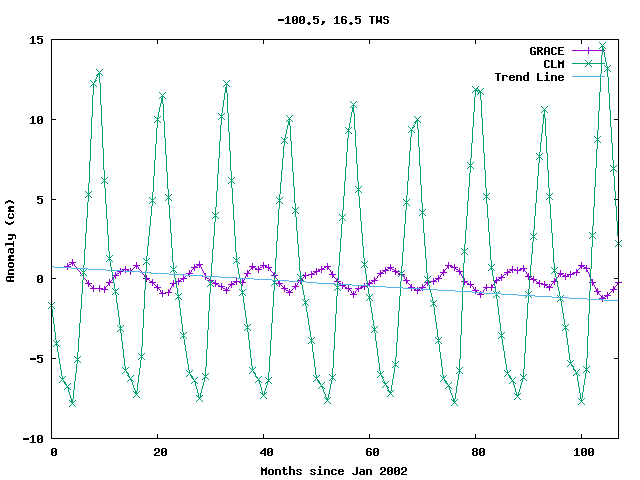 -100.5, 16.5 TWS
GRACE
CLM
Trend Line
15
10
5
0
-5
-10
Anomaly (cm)
0 20 40 60 80 100
Months since Jan 2002